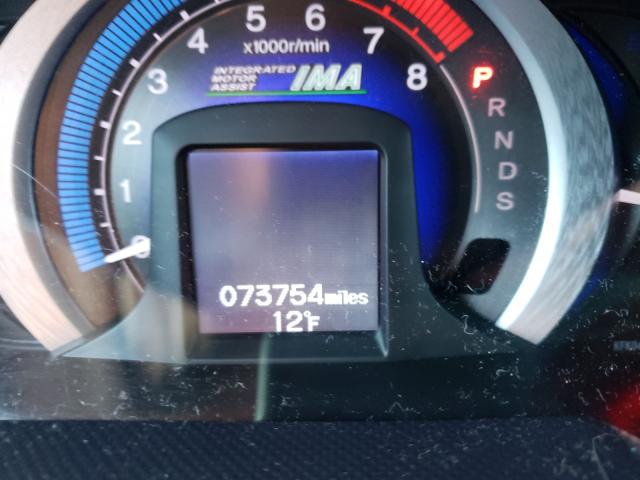 0
1
2
3
4
5
6
7
8
x1000r/min
INTEGRATED
MOTOR
ASSIST
IMA
P
R
N
D
S
073754miles
12°F